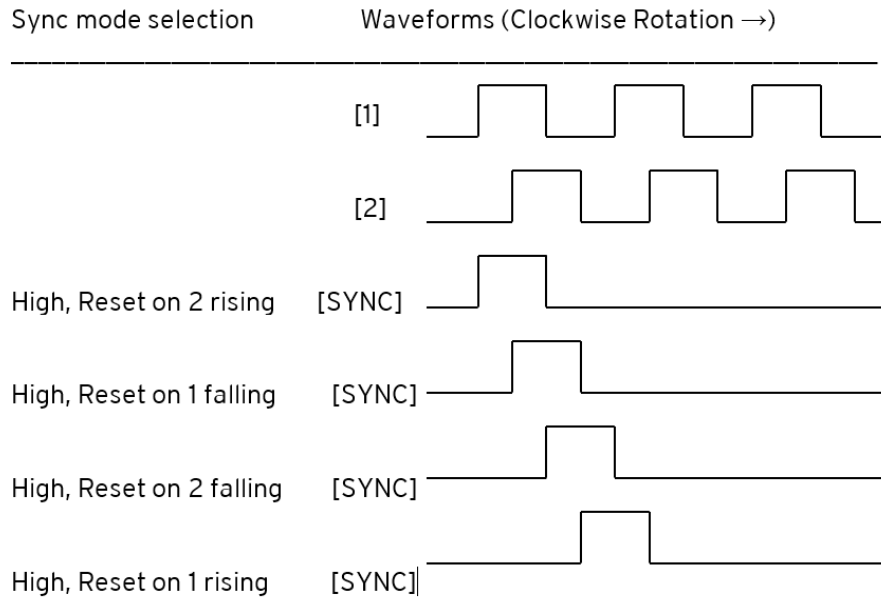 Sync mode selection Waveforms (Clockwise Rotation →)
[1]
[2]
High, Reset on 2 rising [SYNC]
High, Reset on 1 falling [SYNC]
High, Reset on 2 falling [SYNC]
High, Reset on 1 rising [SYNC]